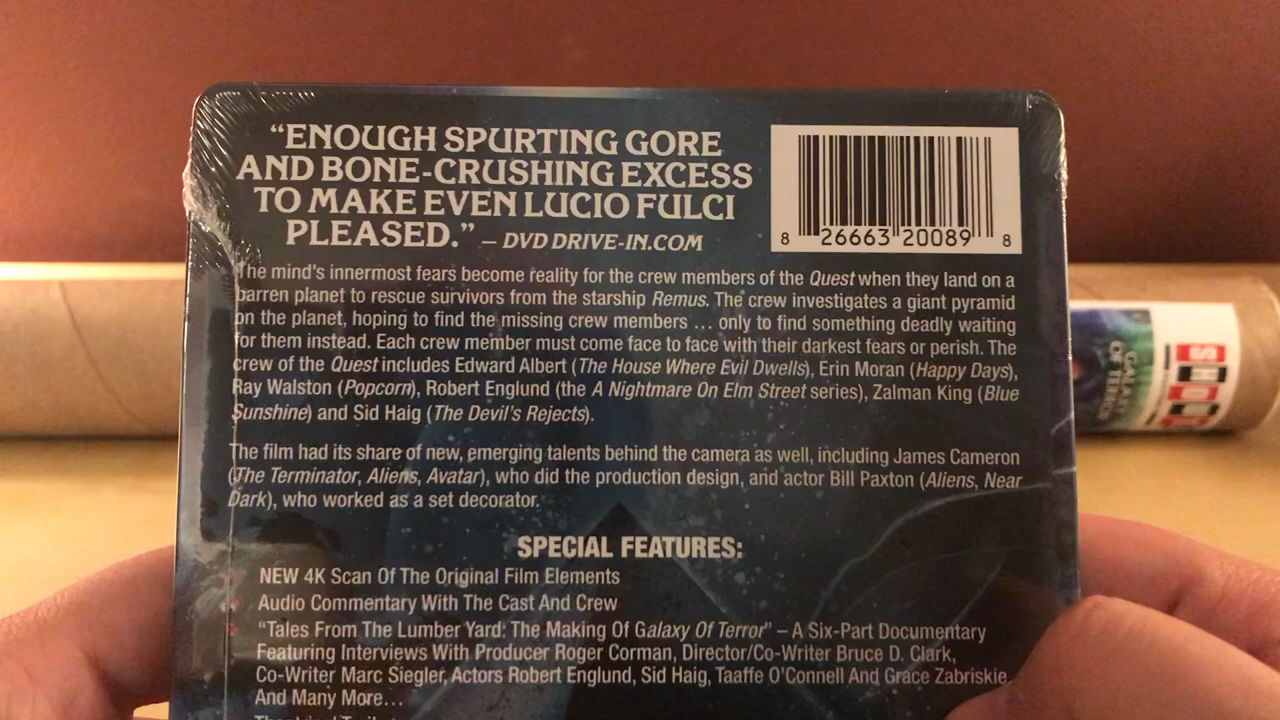 “ENOUGH SPURTING GORE
AND BONE-CRUSHING EXCESS
TO MAKE EVEN LUCIO FULCI
PLEASED.” – DVD DRIVE-IN.COM
8 26663 20089 8
The mind's innermost fears become reality for the crew members of the Quest when they land on a
barren planet to rescue survivors from the starship Remus. The crew investigates a giant pyramid
on the planet, hoping to find the missing crew members ... only to find something deadly waiting
for them instead. Each crew member must come face to face with their darkest fears or perish. The
crew of the Quest includes Edward Albert (The House Where Evil Dwells), Erin Moran (Happy Days),
Ray Walston (Popcorn), Robert Englund (the A Nightmare On Elm Street series), Zalman King (Blue
Sunshine) and Sid Haig (The Devil's Rejects).
The film had its share of new, emerging talents behind the camera as well, including James Cameron
(The Terminator, Aliens, Avatar), who did the production design, and actor Bill Paxton (Aliens, Near
Dark), who worked as a set decorator.
SPECIAL FEATURES:
NEW 4K Scan Of The Original Film Elements
Audio Commentary With The Cast And Crew
“Tales From The Lumber Yard: The Making Of Galaxy Of Terror” – A Six-Part Documentary
Featuring Interviews With Producer Roger Corman, Director/Co-Writer Bruce D. Clark,
Co-Writer Marc Siegler, Actors Robert Englund, Sid Haig, Taaffe O'Connell And Grace Zabriskie
And Many More...
GALAXY
OF TERROR